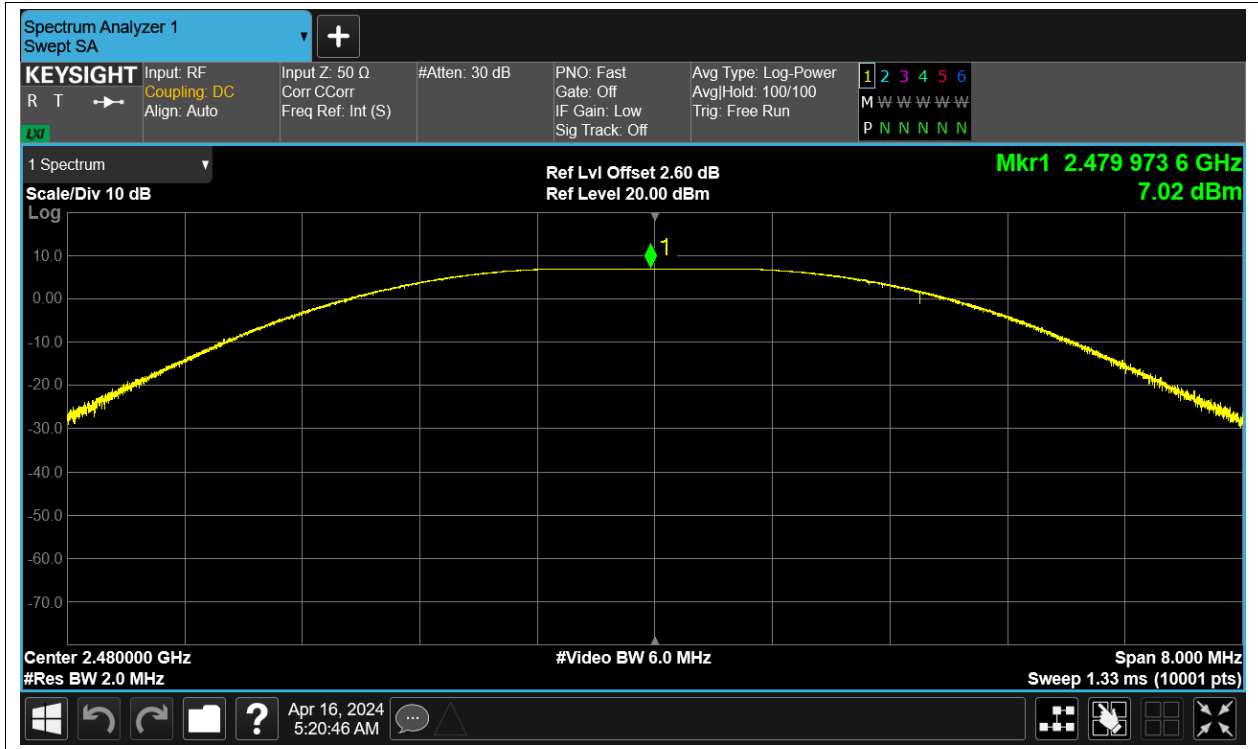 Spectrum Analyzer 1
Swept SA
KEYSIGHT
R T
LXI
Input: RF
Coupling: DC
Align: Auto
Input Z: 50 Ω
Corr CCorr
Freq Ref: Int (S)
#Atten: 30 dB
PNO: Fast
Gate: Off
IF Gain: Low
Sig Track: Off
Avg Type: Log-Power
Avg|Hold: 100/100
Trig: Free Run
1 2 3 4 5 6
M W W W W W W
P N N N N N
1 Spectrum
Scale/Div 10 dB
Log
Ref Lvl Offset 2.60 dB
Ref Level 20.00 dBm
Mkr1 2.479 973 6 GHz
7.02 dBm
1
10.0
0.00
-10.0
-20.0
-30.0
-40.0
-50.0
-60.0
-70.0
Center 2.480000 GHz
#Res BW 2.0 MHz
#Video BW 6.0 MHz
Span 8.000 MHz
Sweep 1.33 ms (10001 pts)
?
Apr 16, 2024
5:20:46 AM